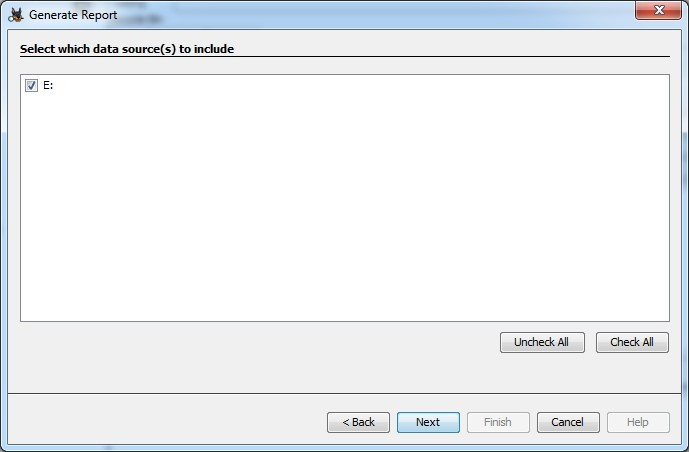 Generate Report
Select which data source(s) to include
E:
Uncheck All
Check All
< Back
Next
Finish
Cancel
Help